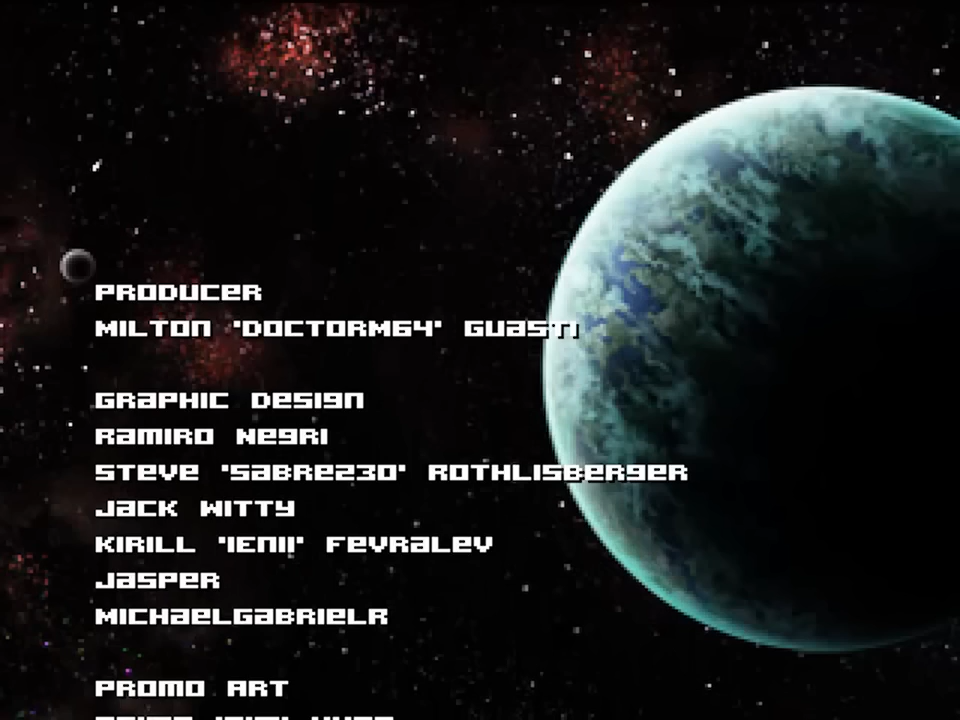 PRODUCER
MILTON 'DOCTORM64' GUASTI
GRAPHIC DESIGN
RAMIRO NEGRI
STEVE 'SABRE230' ROTHLISBERGER
JACK WITTY
KIRILL 'IENII' FEVRALEV
JASPER
MICHAELGABRIELR
PROMO ART